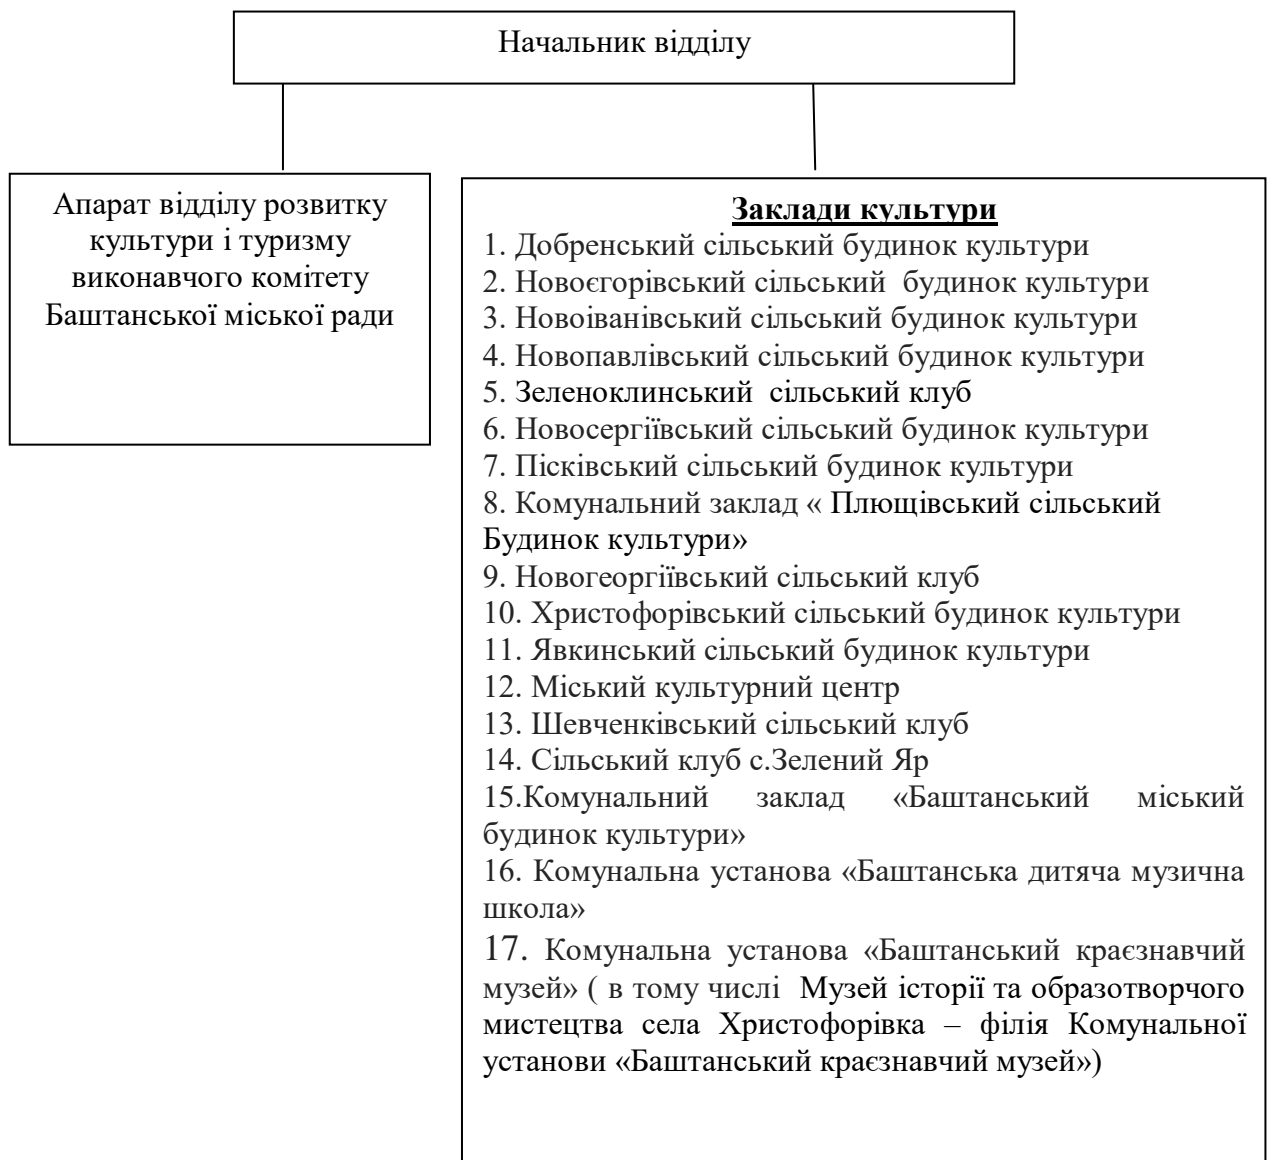 Начальник відділу
Апарат відділу розвитку
культури і туризму
виконавчого комітету
Баштанської міської ради
Заклади культури
1. Добренський сільський будинок культури
2. Новоєгорівський сільський  будинок культури
3. Новоіванівський сільський будинок культури
4. Новопавлівський сільський будинок культури
5. Зеленоклинський  сільський клуб
6. Новосергіївський сільський будинок культури
7. Пісківський сільський будинок культури
8. Комунальний заклад « Плющівський сільський
Будинок культури»
9. Новогеоргіївський сільський клуб
10. Христофорівський сільський будинок культури
11. Явкинський сільський будинок культури
12. Міський культурний центр
13. Шевченківський сільський клуб
14. Сільський клуб с.Зелений Яр
15.Комунальний заклад «Баштанський міський
будинок культури»
16. Комунальна установа «Баштанська дитяча музична
школа»
17. Комунальна установа «Баштанський краєзнавчий
музей» ( в тому числі  Музей історії та образотворчого
мистецтва села Христофорівка – філія Комунальної
установи «Баштанський краєзнавчий музей»)